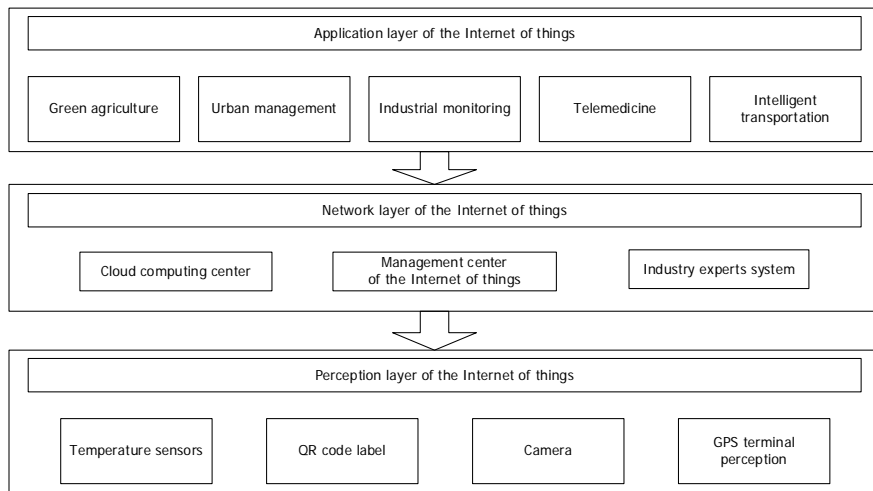 Application layer of the Internet of things
Green agriculture
Urban management
Industrial monitoring
Telemedicine
Intelligent
transportation
Network layer of the Internet of things
Cloud computing center
Management center
of the Internet of things
Industry experts system
Perception layer of the Internet of things
Temperature sensors
QR code label
Camera
GPS terminal
perception